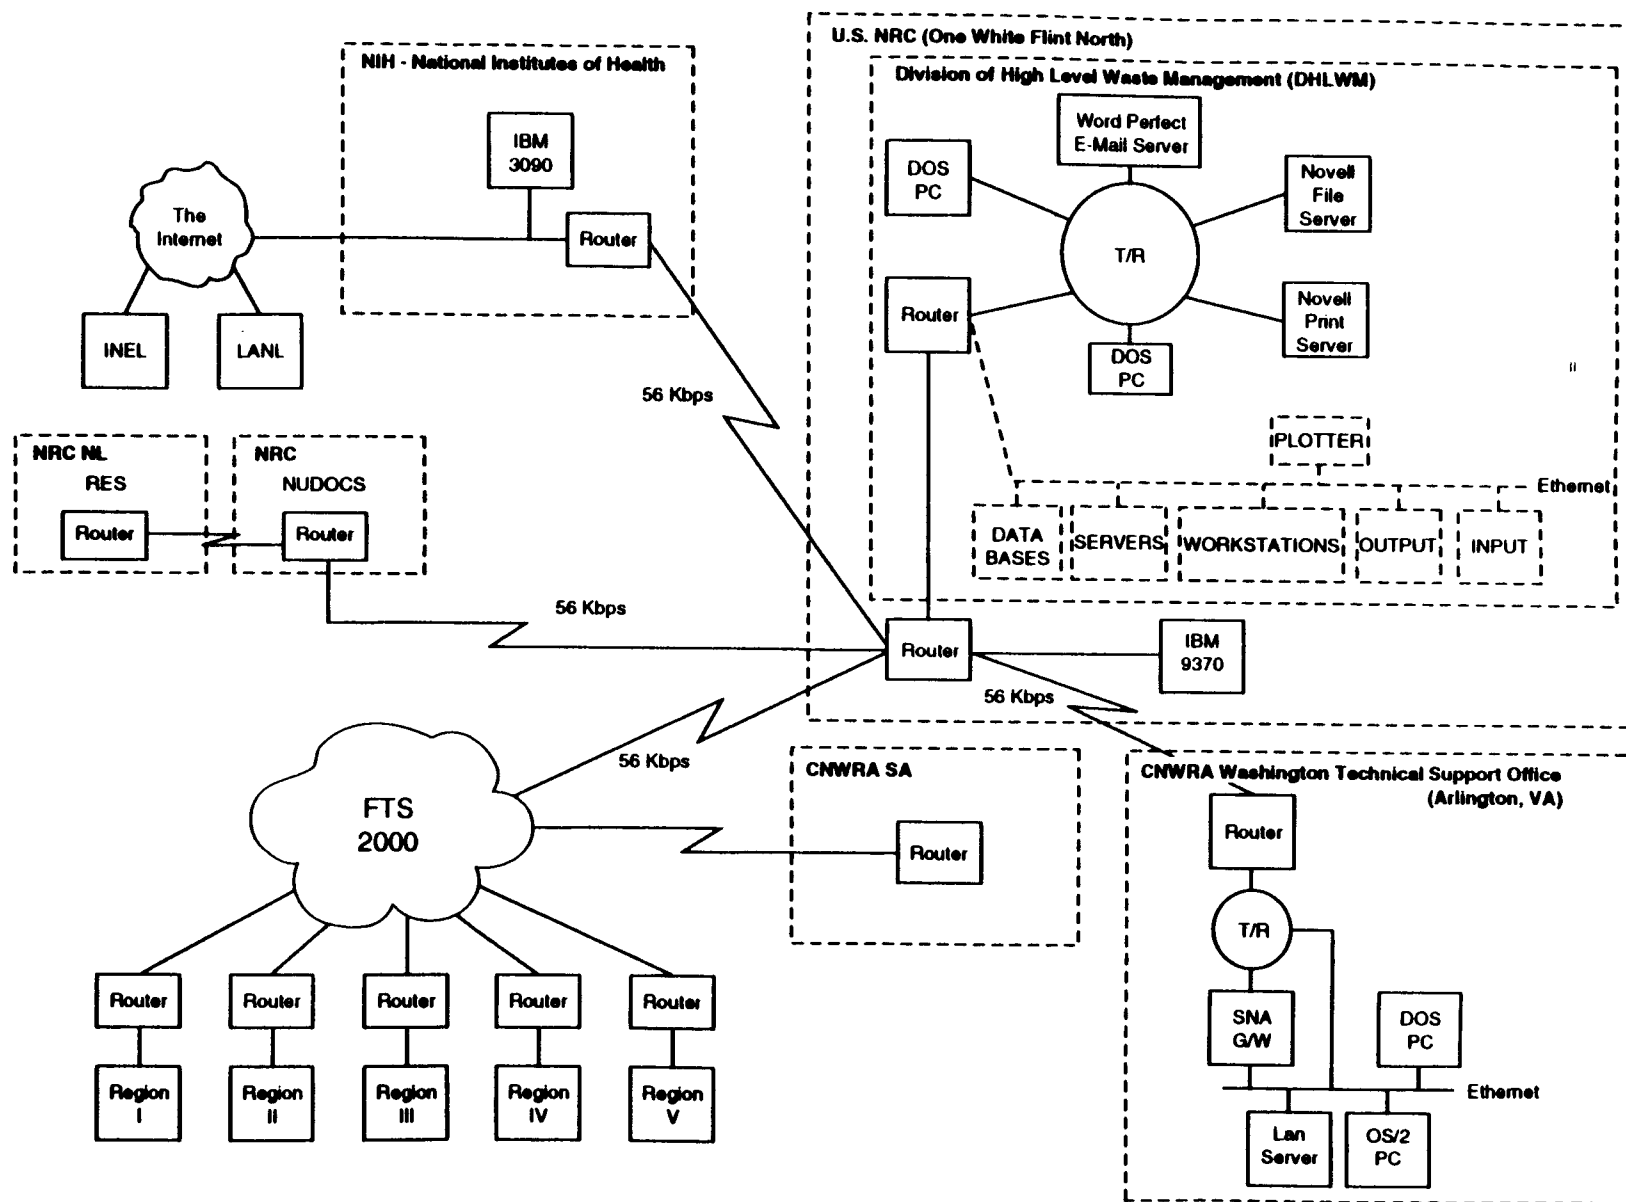 U.S. NRC (One White Flint North)
NIH - National Institutes of Health
Division of High Level Waste Management (DHLWM)
IBM
3090
Word Perfect
E-Mail Server
DOS
PC
Novell
File
Server
The
Internet
Router
T/R
Router
Novell
Print
Server
INEL
LANL
DOS
PC
56 Kbps
PLOTTER
NRC NL
RES
Router
NRC
NUDOCS
Router
Ethernet
DATA
BASES
SERVERS
WORKSTATIONS
OUTPUT
INPUT
56 Kbps
Router
IBM
9370
56 Kbps
56 Kbps
CNWRA SA
Router
CNWRA Washington Technical Support Office
(Arlington, VA)
Router
FTS
2000
T/R
Router
Router
Router
Router
Router
SNA
G/W
DOS
PC
Region
I
Region
II
Region
III
Region
IV
Region
V
Ethernet
Lan
Server
OS/2
PC